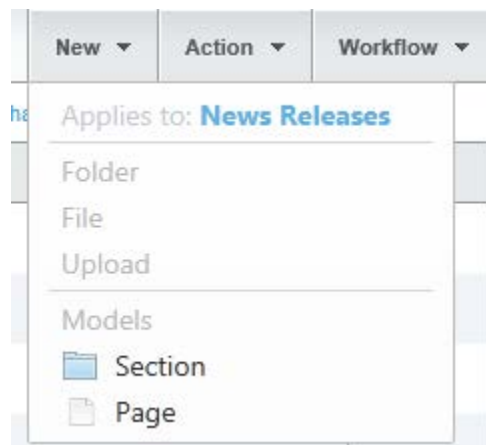 New Action Workflow
Applies to: News Releases
Folder
File
Upload
Models
Section
Page